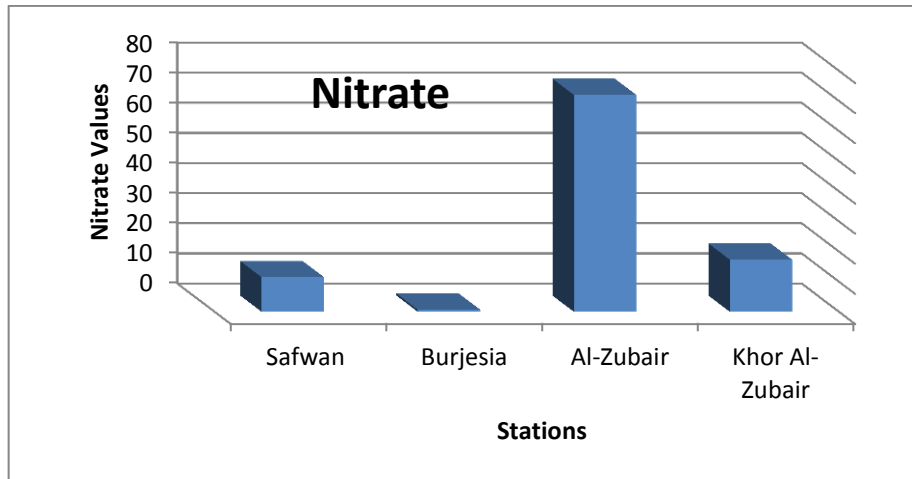 Nitrate
Nitrate Values
80
70
60
50
40
30
20
10
0
Safwan
Burjesia
Al-Zubair
Khor Al-
Zubair
Stations